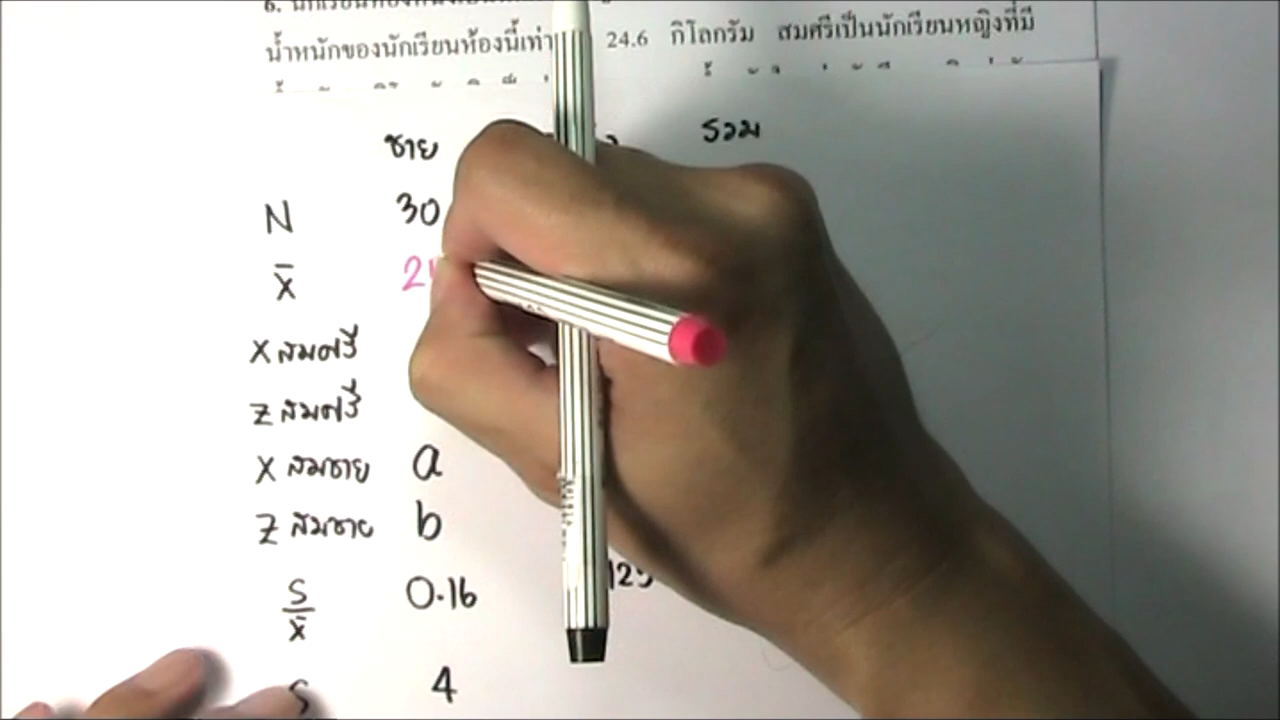 น้ำหนักของนักเรียนห้องนี้เท่า 24.6 กิโลกรัม สมศรีเป็นนักเรียนหญิงที่มี
ชาย รวม
N 30
x̄ 2
x สมศรี
z สมศรี
x สมชาย a
z สมชาย b
s/x̄ 0.16 125
S 4